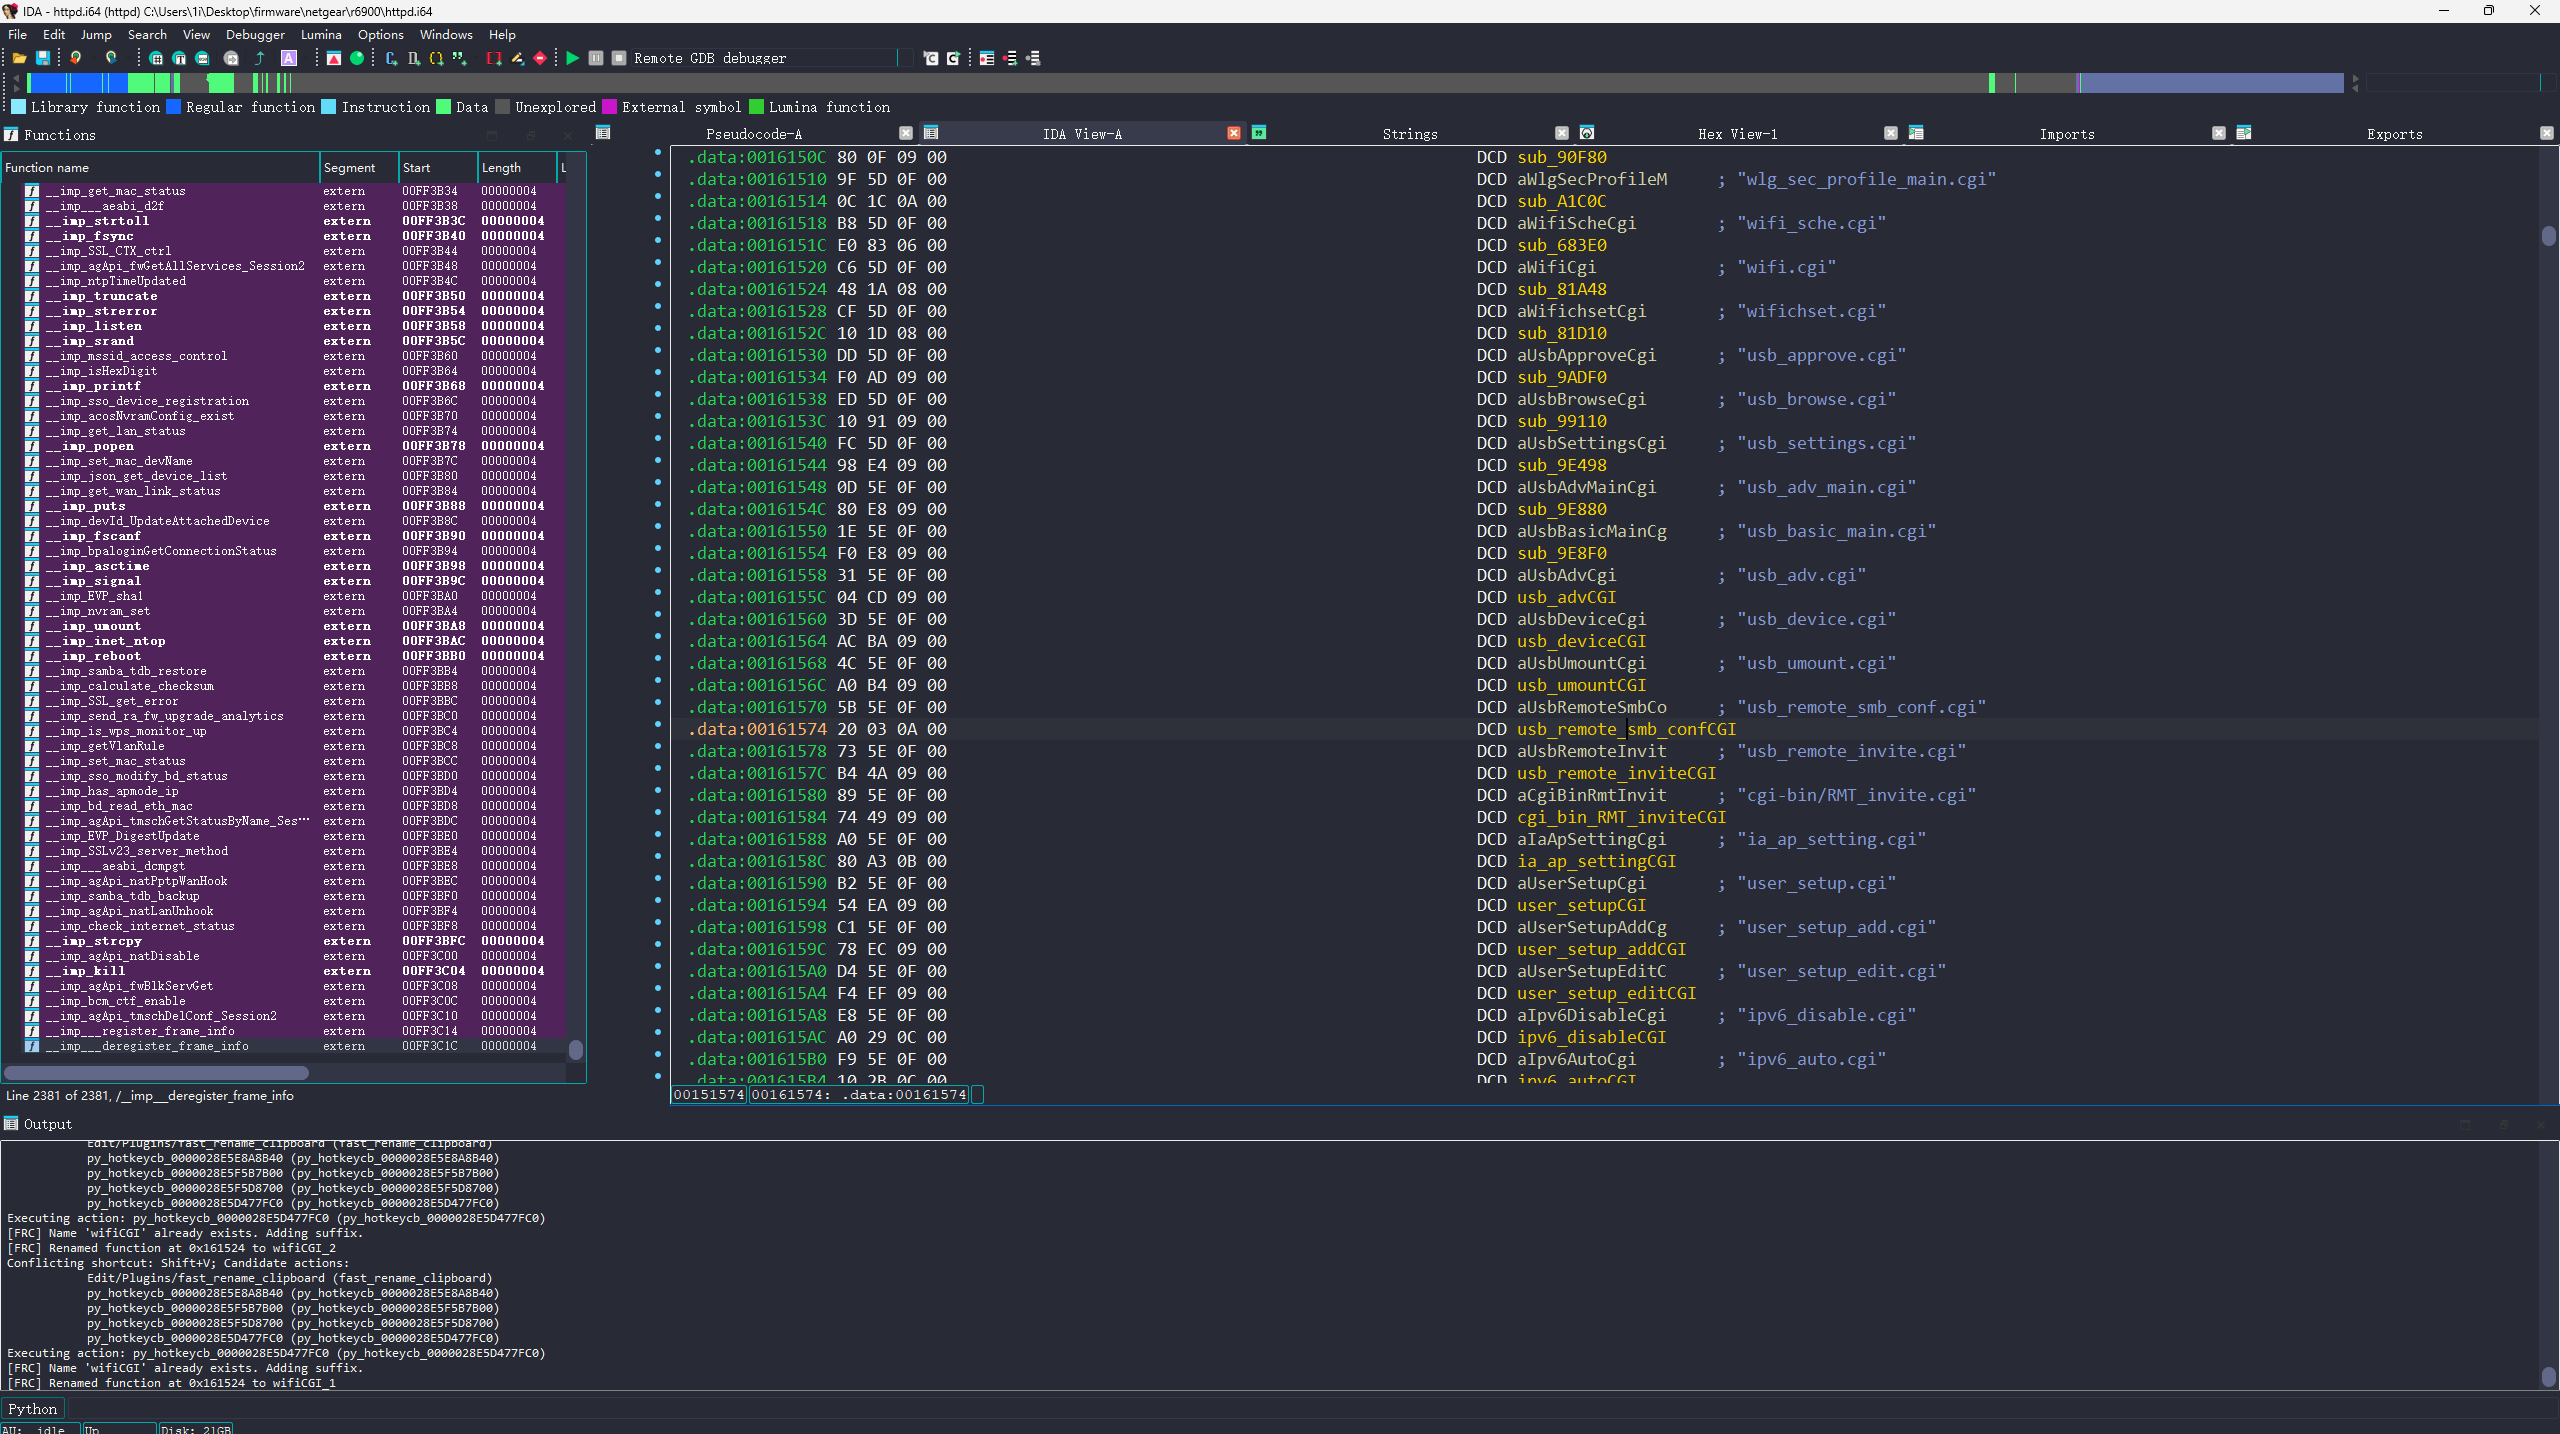 IDA - httpd.i64 (httpd) C:\Users\1i\Desktop\firmware\netgear\r6900\httpd.i64
File Edit Jump Search View Debugger Lumina Options Windows Help
Remote GDB debugger
Library function Regular function Instruction Data Unexplored External symbol Lumina function
Functions
Function name Segment Start Length L
__imp_get_mac_status extern 00FF3B34 00000004
__imp___aeabi_d2f extern 00FF3B38 00000004
__imp_strtoll extern 00FF3B3C 00000004
__imp_fsync extern 00FF3B40 00000004
__imp_SSL_CTX_ctrl extern 00FF3B44 00000004
__imp_agApi_fwGetAllServices_Session2 extern 00FF3B48 00000004
__imp_ntpTimeUpdated extern 00FF3B4C 00000004
__imp_truncate extern 00FF3B50 00000004
__imp_strerror extern 00FF3B54 00000004
__imp_listen extern 00FF3B58 00000004
__imp_srand extern 00FF3B5C 00000004
__imp_mssid_access_control extern 00FF3B60 00000004
__imp_isHexDigit extern 00FF3B64 00000004
__imp_printf extern 00FF3B68 00000004
__imp_sso_device_registration extern 00FF3B6C 00000004
__imp_acosNvramConfig_exist extern 00FF3B70 00000004
__imp_get_lan_status extern 00FF3B74 00000004
__imp_popen extern 00FF3B78 00000004
__imp_set_mac_devName extern 00FF3B7C 00000004
__imp_json_get_device_list extern 00FF3B80 00000004
__imp_get_wan_link_status extern 00FF3B84 00000004
__imp_puts extern 00FF3B88 00000004
__imp_devId_UpdateAttachedDevice extern 00FF3B8C 00000004
__imp_fscanf extern 00FF3B90 00000004
__imp_bpaloginGetConnectionStatus extern 00FF3B94 00000004
__imp_asctime extern 00FF3B98 00000004
__imp_signal extern 00FF3B9C 00000004
__imp_EVP_sha1 extern 00FF3BA0 00000004
__imp_nvram_set extern 00FF3BA4 00000004
__imp_umount extern 00FF3BA8 00000004
__imp_inet_ntop extern 00FF3BAC 00000004
__imp_reboot extern 00FF3BB0 00000004
__imp_samba_tdb_restore extern 00FF3BB4 00000004
__imp_calculate_checksum extern 00FF3BB8 00000004
__imp_SSL_get_error extern 00FF3BBC 00000004
__imp_send_ra_fw_upgrade_analytics extern 00FF3BC0 00000004
__imp_is_wps_monitor_up extern 00FF3BC4 00000004
__imp_getVlanRule extern 00FF3BC8 00000004
__imp_set_mac_status extern 00FF3BCC 00000004
__imp_sso_modify_bd_status extern 00FF3BD0 00000004
__imp_has_apmode_ip extern 00FF3BD4 00000004
__imp_bd_read_eth_mac extern 00FF3BD8 00000004
__imp_agApi_tmschGetStatusByName_Ses… extern 00FF3BDC 00000004
__imp_EVP_DigestUpdate extern 00FF3BE0 00000004
__imp_SSLv23_server_method extern 00FF3BE4 00000004
__imp___aeabi_dcmpgt extern 00FF3BE8 00000004
__imp_agApi_natPptpWanHook extern 00FF3BEC 00000004
__imp_samba_tdb_backup extern 00FF3BF0 00000004
__imp_agApi_natLanUnhook extern 00FF3BF4 00000004
__imp_check_internet_status extern 00FF3BF8 00000004
__imp_strcpy extern 00FF3BFC 00000004
__imp_agApi_natDisable extern 00FF3C00 00000004
__imp_kill extern 00FF3C04 00000004
__imp_agApi_fwBlkServGet extern 00FF3C08 00000004
__imp_bcm_ctf_enable extern 00FF3C0C 00000004
__imp_agApi_tmschDelConf_Session2 extern 00FF3C10 00000004
__imp___register_frame_info extern 00FF3C14 00000004
__imp___deregister_frame_info extern 00FF3C1C 00000004
Line 2381 of 2381, /__imp___deregister_frame_info
Pseudocode-A IDA View-A Strings Hex View-1 Imports Exports
.data:0016150C 80 0F 09 00 DCD sub_90F80
.data:00161510 9F 5D 0F 00 DCD aWlgSecProfileM ; "wlg_sec_profile_main.cgi"
.data:00161514 0C 1C 0A 00 DCD sub_A1C0C
.data:00161518 B8 5D 0F 00 DCD aWifiScheCgi ; "wifi_sche.cgi"
.data:0016151C E0 83 06 00 DCD sub_683E0
.data:00161520 C6 5D 0F 00 DCD aWifiCgi ; "wifi.cgi"
.data:00161524 48 1A 08 00 DCD sub_81A48
.data:00161528 CF 5D 0F 00 DCD aWifichsetCgi ; "wifichset.cgi"
.data:0016152C 10 1D 08 00 DCD sub_81D10
.data:00161530 DD 5D 0F 00 DCD aUsbApproveCgi ; "usb_approve.cgi"
.data:00161534 F0 AD 09 00 DCD sub_9ADF0
.data:00161538 ED 5D 0F 00 DCD aUsbBrowseCgi ; "usb_browse.cgi"
.data:0016153C 10 91 09 00 DCD sub_99110
.data:00161540 FC 5D 0F 00 DCD aUsbSettingsCgi ; "usb_settings.cgi"
.data:00161544 98 E4 09 00 DCD sub_9E498
.data:00161548 0D 5E 0F 00 DCD aUsbAdvMainCgi ; "usb_adv_main.cgi"
.data:0016154C 80 E8 09 00 DCD sub_9E880
.data:00161550 1E 5E 0F 00 DCD aUsbBasicMainCg ; "usb_basic_main.cgi"
.data:00161554 F0 E8 09 00 DCD sub_9E8F0
.data:00161558 31 5E 0F 00 DCD aUsbAdvCgi ; "usb_adv.cgi"
.data:0016155C 04 CD 09 00 DCD usb_advCGI
.data:00161560 3D 5E 0F 00 DCD aUsbDeviceCgi ; "usb_device.cgi"
.data:00161564 AC BA 09 00 DCD usb_deviceCGI
.data:00161568 4C 5E 0F 00 DCD aUsbUmountCgi ; "usb_umount.cgi"
.data:0016156C A0 B4 09 00 DCD usb_umountCGI
.data:00161570 5B 5E 0F 00 DCD aUsbRemoteSmbCo ; "usb_remote_smb_conf.cgi"
.data:00161574 20 03 0A 00 DCD usb_remote_smb_confCGI
.data:00161578 73 5E 0F 00 DCD aUsbRemoteInvit ; "usb_remote_invite.cgi"
.data:0016157C B4 4A 09 00 DCD usb_remote_inviteCGI
.data:00161580 89 5E 0F 00 DCD aCgiBinRmtInvit ; "cgi-bin/RMT_invite.cgi"
.data:00161584 74 49 09 00 DCD cgi_bin_RMT_inviteCGI
.data:00161588 A0 5E 0F 00 DCD aIaApSettingCgi ; "ia_ap_setting.cgi"
.data:0016158C 80 A3 0B 00 DCD ia_ap_settingCGI
.data:00161590 B2 5E 0F 00 DCD aUserSetupCgi ; "user_setup.cgi"
.data:00161594 54 EA 09 00 DCD user_setupCGI
.data:00161598 C1 5E 0F 00 DCD aUserSetupAddCg ; "user_setup_add.cgi"
.data:0016159C 78 EC 09 00 DCD user_setup_addCGI
.data:001615A0 D4 5E 0F 00 DCD aUserSetupEditC ; "user_setup_edit.cgi"
.data:001615A4 F4 EF 09 00 DCD user_setup_editCGI
.data:001615A8 E8 5E 0F 00 DCD aIpv6DisableCgi ; "ipv6_disable.cgi"
.data:001615AC A0 29 0C 00 DCD ipv6_disableCGI
.data:001615B0 F9 5E 0F 00 DCD aIpv6AutoCgi ; "ipv6_auto.cgi"
.data:001615B4 10 2B 0C 00 DCD ipv6_autoCGI
00151574 00161574: .data:00161574
Output
Edit/Plugins/fast_rename_clipboard (fast_rename_clipboard)
py_hotkeycb_0000028E5E8A8B40 (py_hotkeycb_0000028E5E8A8B40)
py_hotkeycb_0000028E5F5B7B00 (py_hotkeycb_0000028E5F5B7B00)
py_hotkeycb_0000028E5F5D8700 (py_hotkeycb_0000028E5F5D8700)
py_hotkeycb_0000028E5D477FC0 (py_hotkeycb_0000028E5D477FC0)
Executing action: py_hotkeycb_0000028E5D477FC0 (py_hotkeycb_0000028E5D477FC0)
[FRC] Name 'wifiCGI' already exists. Adding suffix.
[FRC] Renamed function at 0x161524 to wifiCGI_2
Conflicting shortcut: Shift+V; Candidate actions:
Edit/Plugins/fast_rename_clipboard (fast_rename_clipboard)
py_hotkeycb_0000028E5E8A8B40 (py_hotkeycb_0000028E5E8A8B40)
py_hotkeycb_0000028E5F5B7B00 (py_hotkeycb_0000028E5F5B7B00)
py_hotkeycb_0000028E5F5D8700 (py_hotkeycb_0000028E5F5D8700)
py_hotkeycb_0000028E5D477FC0 (py_hotkeycb_0000028E5D477FC0)
Executing action: py_hotkeycb_0000028E5D477FC0 (py_hotkeycb_0000028E5D477FC0)
[FRC] Name 'wifiCGI' already exists. Adding suffix.
[FRC] Renamed function at 0x161524 to wifiCGI_1
Python
AU: idle Up Disk: 21GB